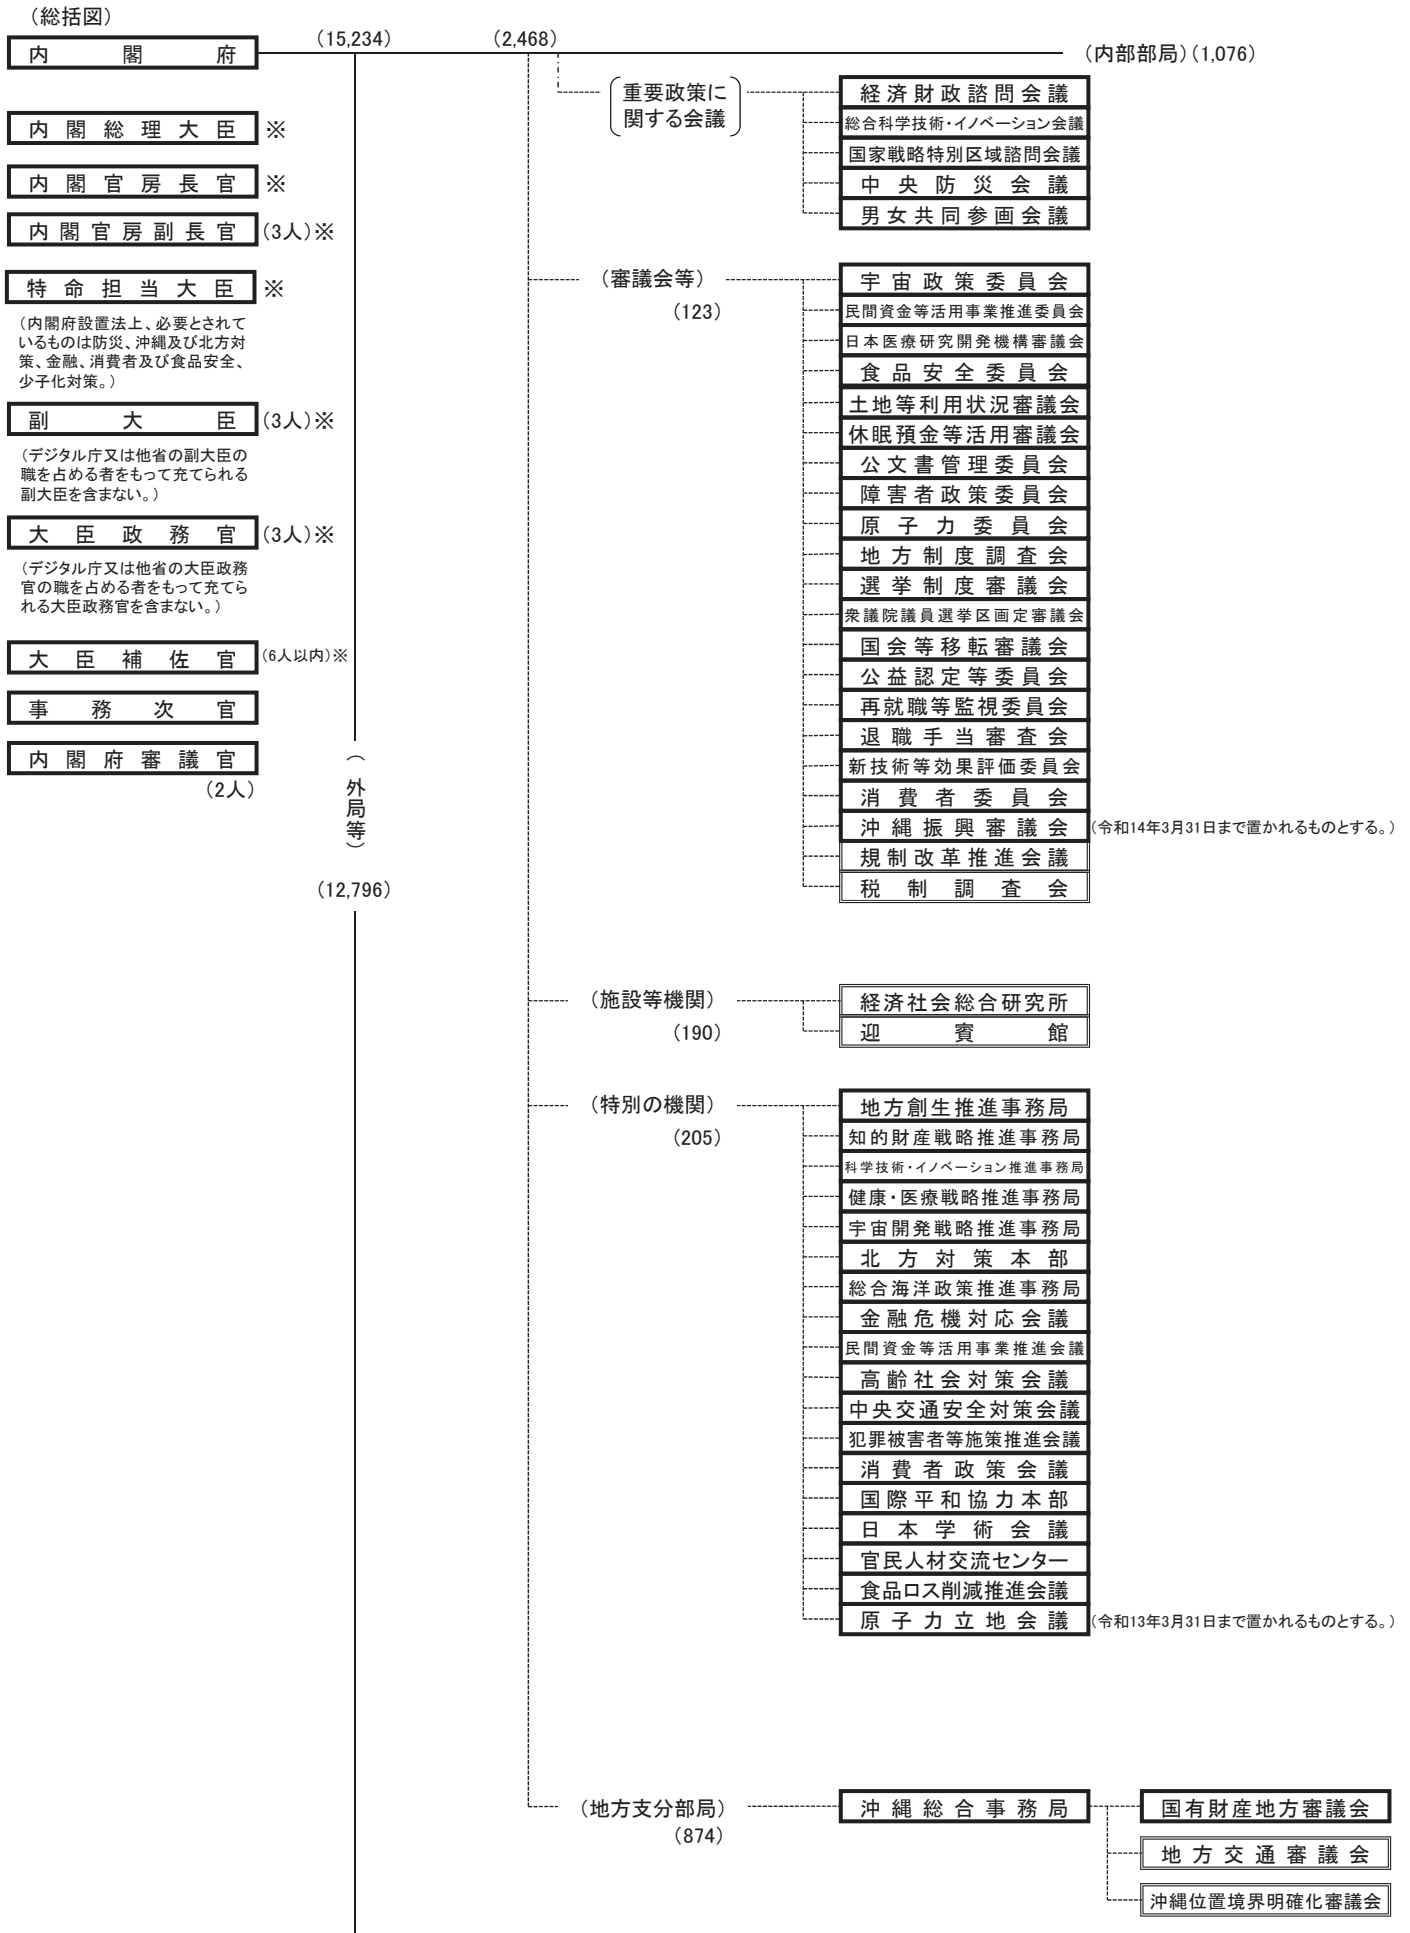 (総括図)
内閣府
(15,234)
(2,468)
(内部部局)(1,076)
内閣総理大臣 ※
内閣官房長官 ※
内閣官房副長官 (3人)※
特命担当大臣 ※
(内閣府設置法上、必要とされて
いるものは防災、沖縄及び北方対
策、金融、消費者及び食品安全、
少子化対策。)
副大臣 (3人)※
(デジタル庁又は他省の副大臣の
職を占める者をもって充てられる
副大臣を含まない。)
大臣政務官 (3人)※
(デジタル庁又は他省の大臣政務
官の職を占める者をもって充てら
れる大臣政務官を含まない。)
大臣補佐官 (6人以内)※
事務次官
内閣府審議官
(2人)
(外局等)
(12,796)
重要政策に
関する会議
経済財政諮問会議
総合科学技術・イノベーション会議
国家戦略特別区域諮問会議
中央防災会議
男女共同参画会議
(審議会等)
(123)
宇宙政策委員会
民間資金等活用事業推進委員会
日本医療研究開発機構審議会
食品安全委員会
土地等利用状況審議会
休眠預金等活用審議会
公文書管理委員会
障害者政策委員会
原子力委員会
地方制度調査会
選挙制度審議会
衆議院議員選挙区画定審議会
国会等移転審議会
公益認定等委員会
再就職等監視委員会
退職手当審査会
新技術等効果評価委員会
消費者委員会
沖縄振興審議会 (令和14年3月31日まで置かれるものとする。)
規制改革推進会議
税制調査会
(施設等機関)
(190)
経済社会総合研究所
迎賓館
(特別の機関)
(205)
地方創生推進事務局
知的財産戦略推進事務局
科学技術・イノベーション推進事務局
健康・医療戦略推進事務局
宇宙開発戦略推進事務局
北方対策本部
総合海洋政策推進事務局
金融危機対応会議
民間資金等活用事業推進会議
高齢社会対策会議
中央交通安全対策会議
犯罪被害者等施策推進会議
消費者政策会議
国際平和協力本部
日本学術会議
官民人材交流センター
食品ロス削減推進会議
原子力立地会議 (令和13年3月31日まで置かれるものとする。)
(地方支分部局)
(874)
沖縄総合事務局
国有財産地方審議会
地方交通審議会
沖縄位置境界明確化審議会